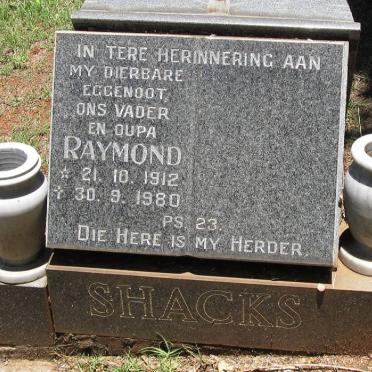 IN TERE HERINNERING AAN
MY DIERBARE
EGGENOOT,
ONS VADER
EN OUPA
RAYMOND
☆ 21. 10. 1912
✝ 30. 9. 1980
PS. 23.
DIE HERE IS MY HERDER.
SHACKS